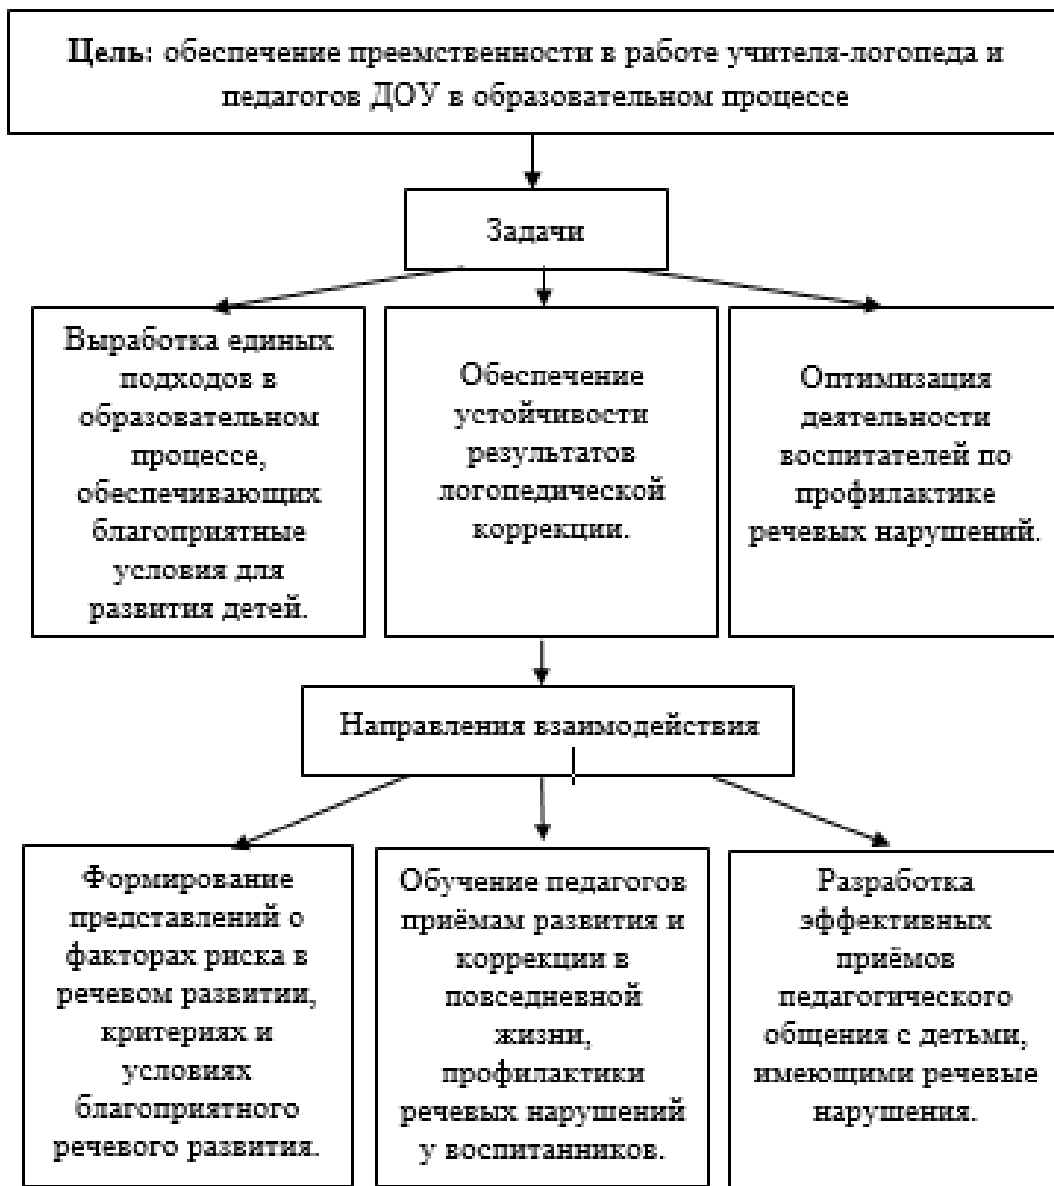 Цель: обеспечение преемственности в работе учителя-логопеда и
педагогов ДОУ в образовательном процессе
Задачи
Выработка единых
подходов в
образовательном
процессе,
обеспечивающих
благоприятные
условия для
развития детей.
Обеспечение
устойчивости
результатов
логопедической
коррекции.
Оптимизация
деятельности
воспитателей по
профилактике
речевых нарушений.
Направления взаимодействия
Формирование
представлений о
факторах риска в
речевом развитии,
критериях и
условиях
благоприятного
речевого развития.
Обучение педагогов
приёмам развития и
коррекции в
повседневной
жизни,
профилактики
речевых нарушений
у воспитанников.
Разработка
эффективных
приёмов
педагогического
общения с детьми,
имеющими речевые
нарушения.